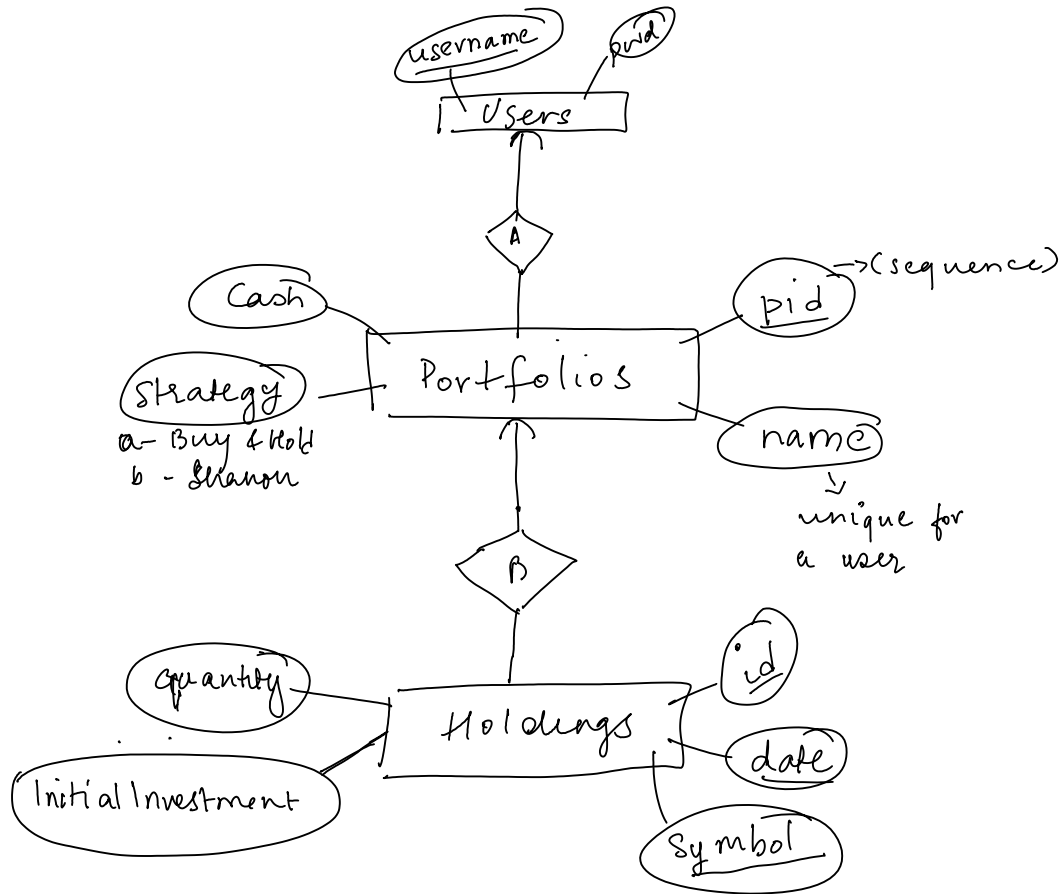 username
pwd
Users
A
Cash
pid
→(sequence)
Strategy
Portfolios
a- Buy & Hold
b - Shanon
name
unique for
a user
B
quantity
id
Holdings
date
Initial Investment
Symbol